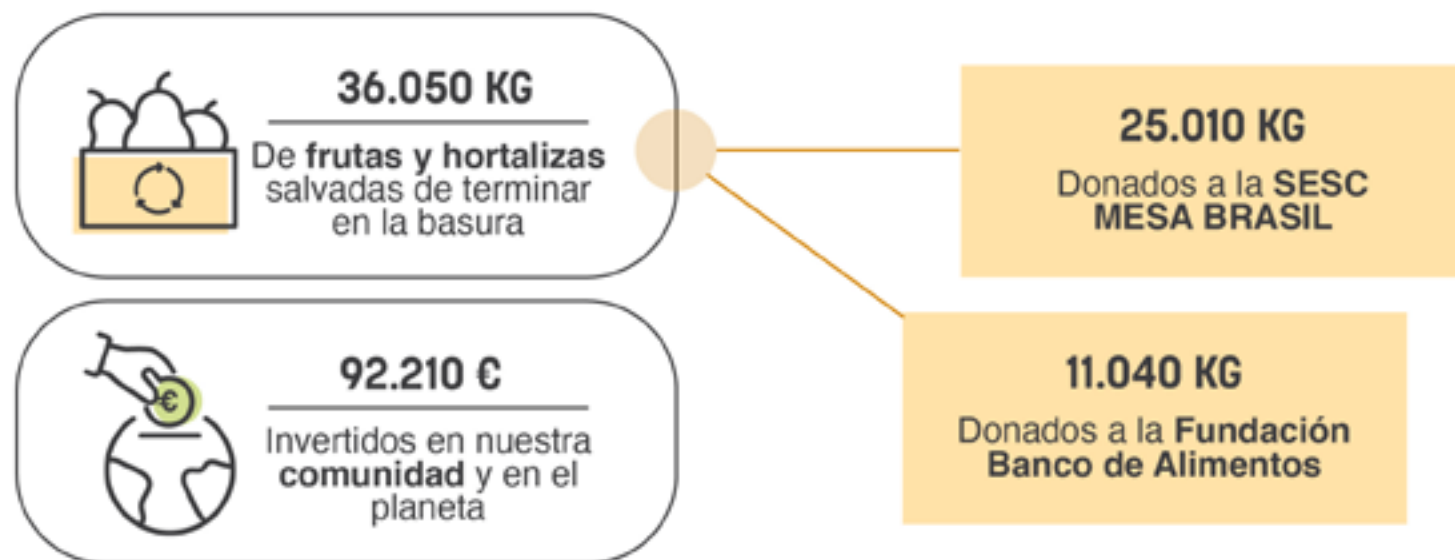 36.050 KG
De frutas y hortalizas
salvadas de terminar
en la basura
25.010 KG
Donados a la SESC
MESA BRASIL
92.210 €
Invertidos en nuestra
comunidad y en el
planeta
€
11.040 KG
Donados a la Fundación
Banco de Alimentos